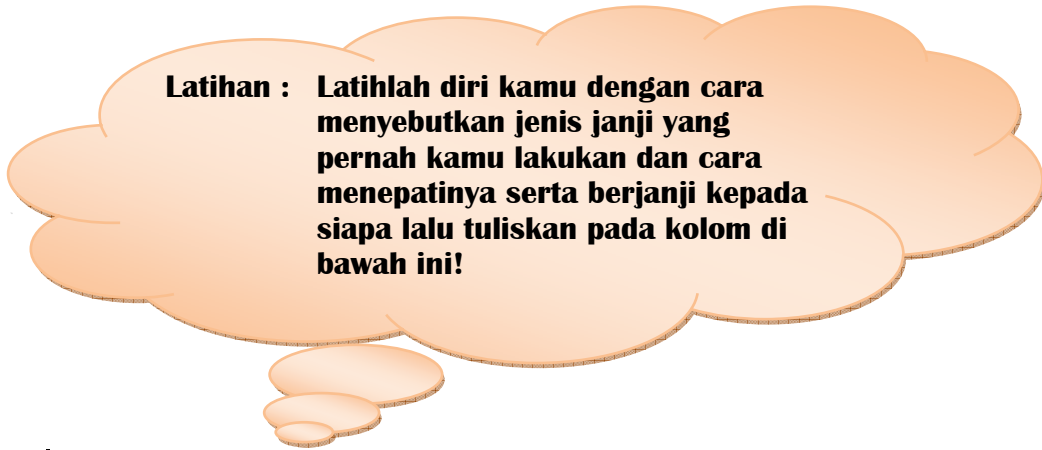 Latihan : Latihlah diri kamu dengan cara
menyebutkan jenis janji yang
pernah kamu lakukan dan cara
menepatinya serta berjanji kepada
siapa lalu tuliskan pada kolom di
bawah ini!